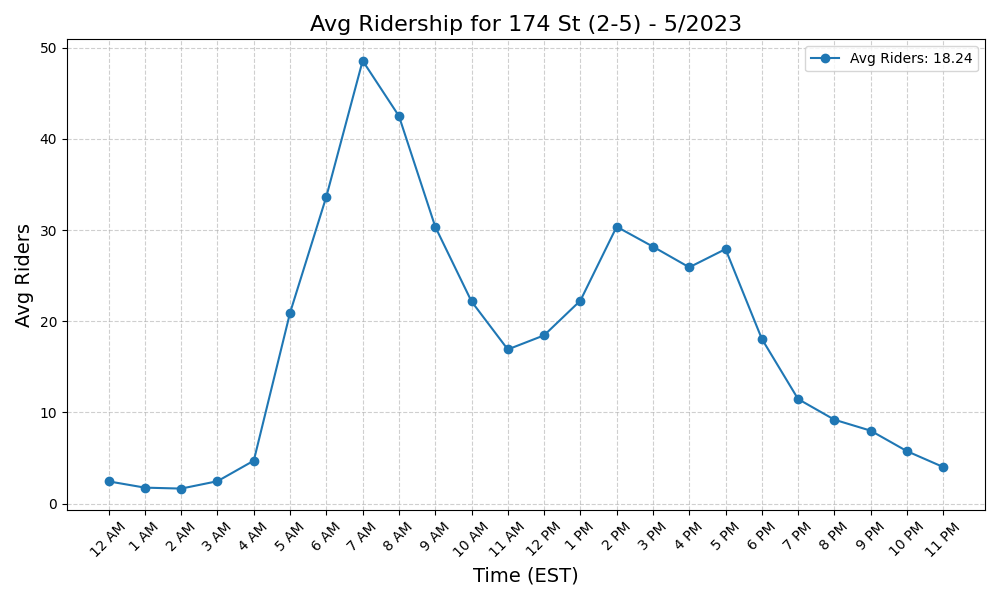 Avg Ridership for 174 St (2-5) - 5/2023
Avg Riders: 18.24
Avg Riders
50
40
30
20
10
0
12 AM
1 AM
2 AM
3 AM
4 AM
5 AM
6 AM
7 AM
8 AM
9 AM
10 AM
11 AM
12 PM
1 PM
2 PM
3 PM
4 PM
5 PM
6 PM
7 PM
8 PM
9 PM
10 PM
11 PM
Time (EST)